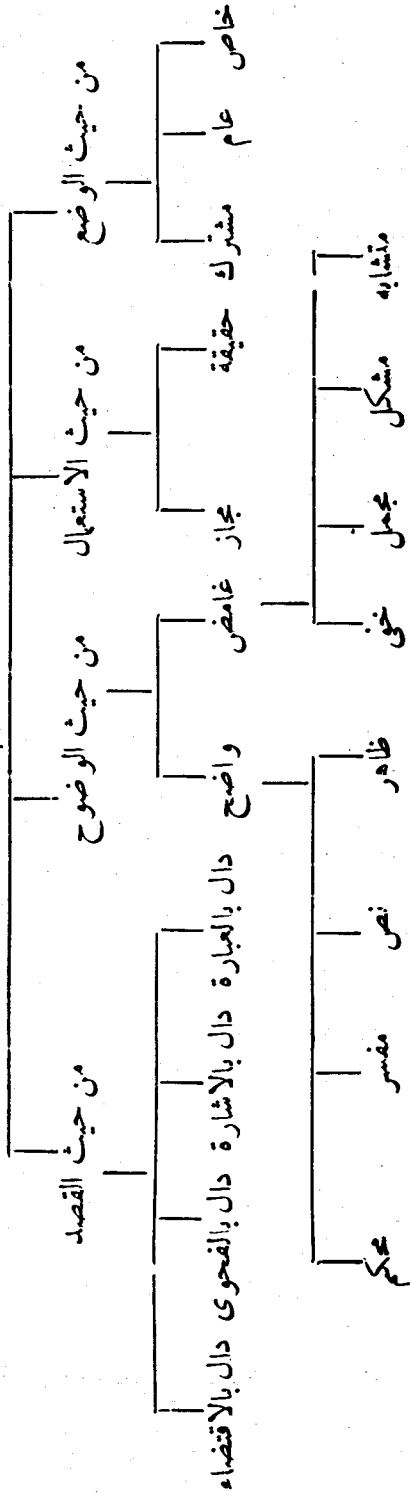 من حيث الوضع من حيث الاستعمال من حيث الوضوح من حيث القصد
خاص عام مشترك حقيقة مجاز غامض واضح دال بالعبارة دال بالاشارة دال بالفحوى دال بالاقتضاء
متشابه مشكل مجمل خفي ظاهر نص مفسر محكم